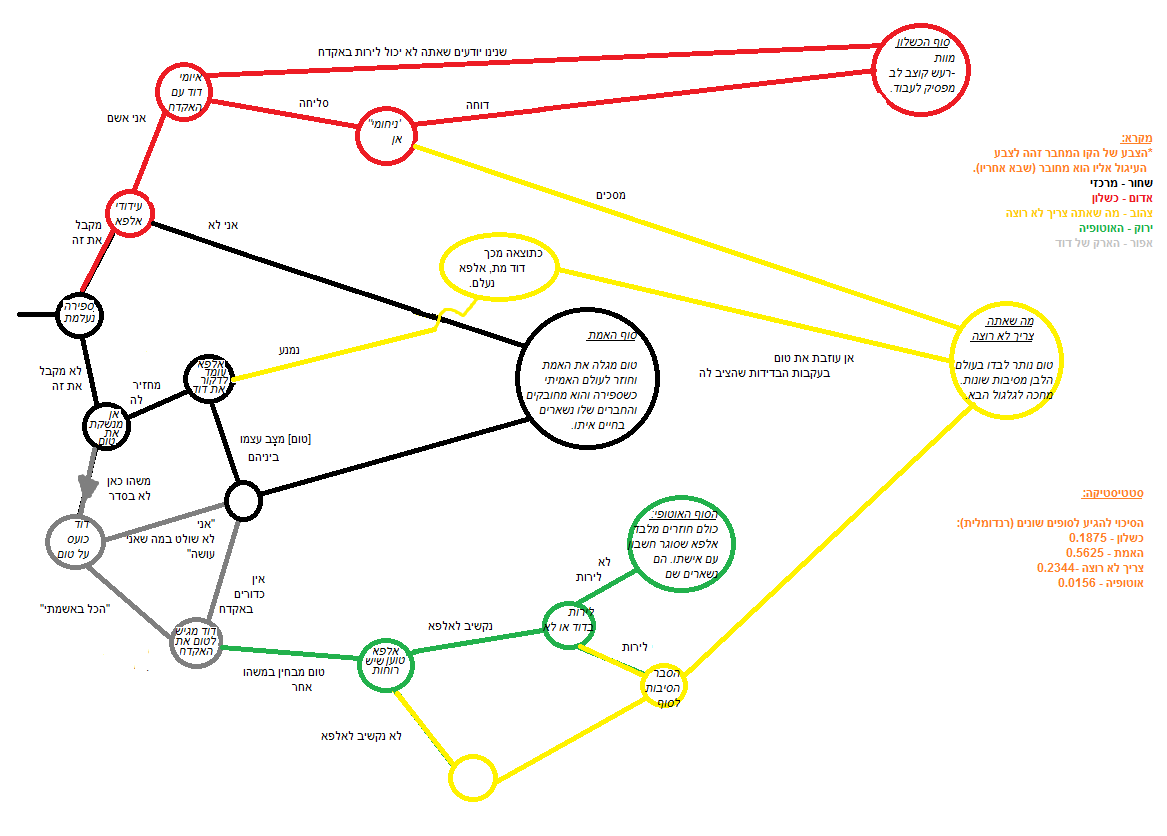 שנינו יודעים שאתה לא יכול לירות באקדח
סוף הכשלון
מוות
-רעש קוצב לב
מפסיק לעבוד.
איומי
דוד עם
האקדח
סליחה
דוחה
"ניחומי'
אן
אני אשם
מקרא:
*הצבע של הקו המחבר זהה לצבע
העיגול אליו הוא מחובר (שבא אחריו).
שחור - מרכזי
אדום - כשלון
צהוב - מה שאתה צריך לא רוצה
ירוק - האוטופיה
אפור - הארק של דוד
מסכים
עידודי
אלפא
אני לא
מקבל
את זה
כתוצאה מכך
דוד מת, אלפא
נעלם.
ספירה
נעלמת
מה שאתה
צריך לא רוצה
טום נותר לבדו בעולם
הלבן מסיבות שונות.
מחכה לגלגול הבא.
סוף האמת
טום מגלה את האמת
וחוזר לעולם האמיתי
כשספירה והוא מחובקים
והחברים שלו נשארים
בחיים איתו.
אן עוזבת את טום
בעקבות הבדידות שהציב לה
נמנע
אלפא
עומד
לדקור
את דוד
לא מקבל
את זה
מחזיר
לה
אן
מנשקת
את
טום
[טום] מצב עצמו
ביניהם
משהו כאן
לא בסדר
דוד
כועס
על טום
"אני
לא שולט במה שאני
עושה"
הסוף האוטופי:
כולם חוזרים מלבד
אלפא שסוגר חשבון
עם אישתו. הם
נשארים שם
סטטיסטיקה:
הסיכוי להגיע לסופים שונים (רנדומלית):
כשלון - 0.1875
האמת - 0.5625
צריך לא רוצה -0.2344
אוטופיה - 0.0156
לא
לירות
אין
כדורים
באקדח
"הכל באשמתי"
דוד מגיש
לטום את
האקדח
נקשיב לאלפא
לירות
בדוד או לא
לירות
אלפא
טוען שיש
רוחות
טום מבחין במשהו
אחר
הסבר
הסיבות
לסוף
לא נקשיב לאלפא